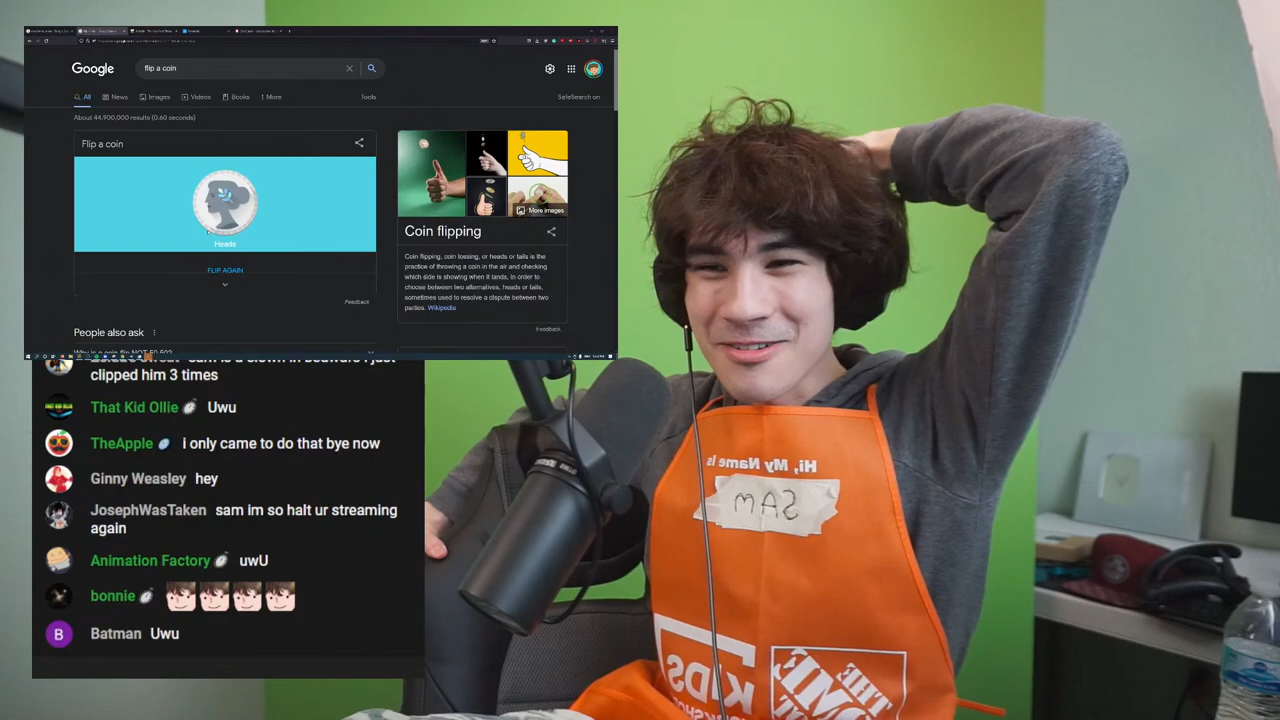 Google
flip a coin
All News Images Videos Books More Tools SafeSearch on
About 44,900,000 results (0.60 seconds)
Flip a coin
Heads
FLIP AGAIN
Feedback
People also ask
More images
Coin flipping
Coin flipping, coin tossing, or heads or tails is the
practice of throwing a coin in the air and checking
which side is showing when it lands, in order to
choose between two alternatives, heads or tails,
sometimes used to resolve a dispute between two
parties. Wikipedia
Feedback
clipped him 3 times
That Kid Ollie Uwu
TheApple i only came to do that bye now
Ginny Weasley hey
JosephWasTaken sam im so halt ur streaming
again
Animation Factory uwU
bonnie
B Batman Uwu
Hi, My Name Is
SAM
KIDS
WORKSHOP
THE
HOME